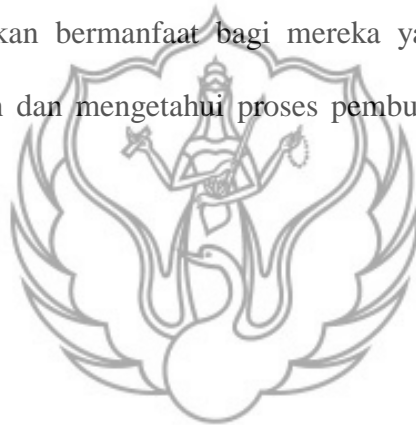 kan bermanfaat bagi mereka ya
dan mengetahui proses pembu